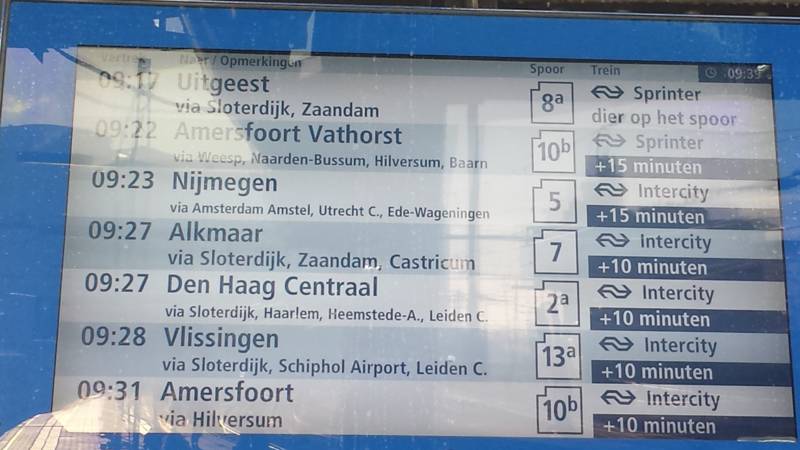 vertrek Naar / Opmerkingen Spoor Trein 09:39
09:17 Uitgeest 8a Sprinter
via Sloterdijk, Zaandam dier op het spoor
09:22 Amersfoort Vathorst 10b Sprinter
via Weesp, Naarden-Bussum, Hilversum, Baarn +15 minuten
09:23 Nijmegen 5 Intercity
via Amsterdam Amstel, Utrecht C., Ede-Wageningen +15 minuten
09:27 Alkmaar 7 Intercity
via Sloterdijk, Zaandam, Castricum +10 minuten
09:27 Den Haag Centraal 2a Intercity
via Sloterdijk, Haarlem, Heemstede-A., Leiden C. +10 minuten
09:28 Vlissingen 13a Intercity
via Sloterdijk, Schiphol Airport, Leiden C. +10 minuten
09:31 Amersfoort 10b Intercity
via Hilversum +10 minuten